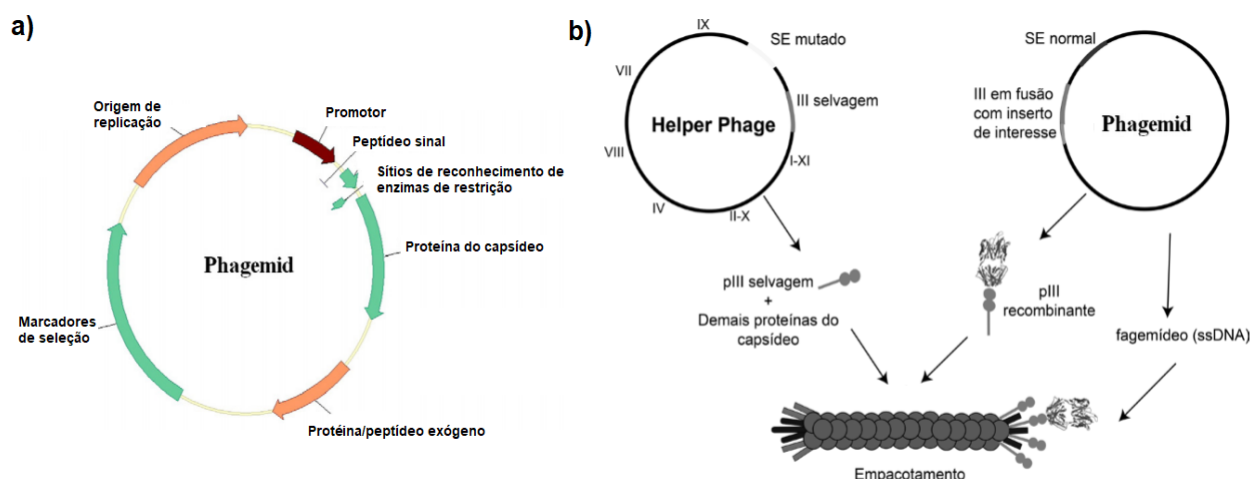 a)
Origem de
replicação
Promotor
Peptídeo sinal
Sítios de reconhecimento de
enzimas de restrição
Phagemid
Proteína do capsídeo
Marcadores
de seleção
Protéina/peptídeo exógeno
b)
IX
SE mutado
VII
III selvagem
Helper Phage
VIII
I-XI
IV
II-X
SE normal
III em fusão
com inserto
de interesse
Phagemid
pIII selvagem
+
Demais proteínas do
capsídeo
pIII
recombinante
fagemídeo (ssDNA)
Empacotamento